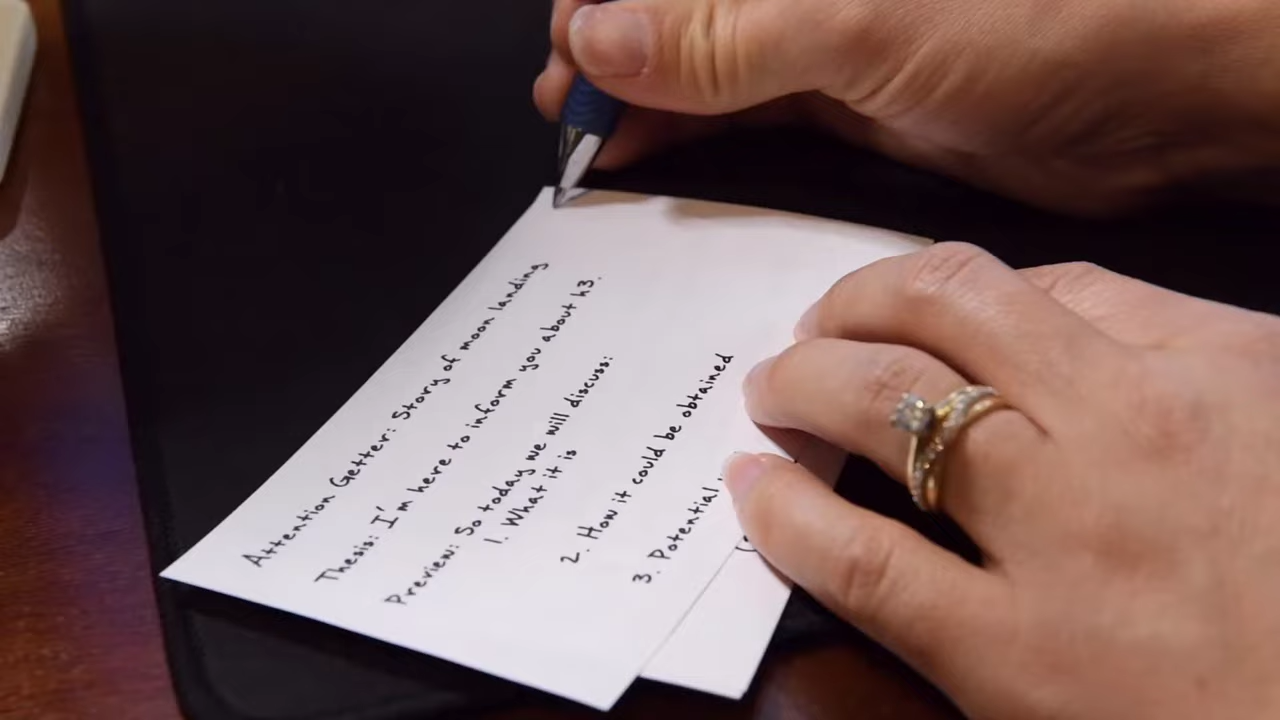 Attention Getter: Story of moon landing
Thesis: I'm here to inform you about h3.
Preview: So today we will discuss:
1. What it is
2. How it could be obtained
3. Potential